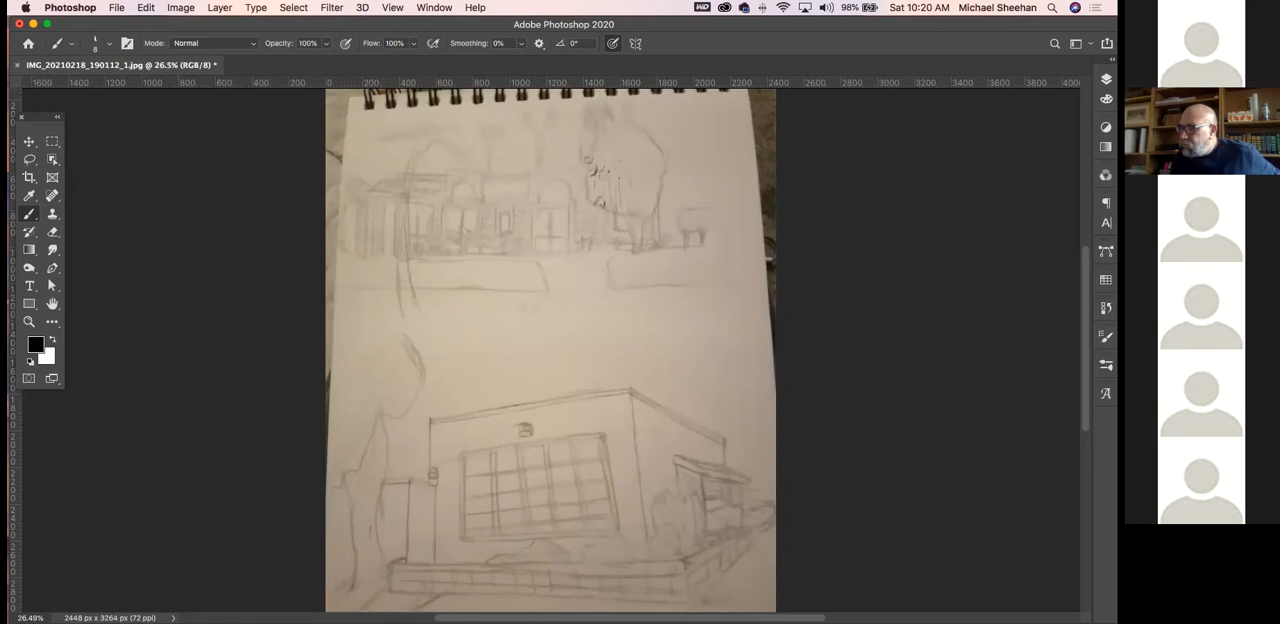 Photoshop File Edit Image Layer Type Select Filter 3D View Window Help 98% Sat 10:20 AM Michael Sheehan
Adobe Photoshop 2020
8 Mode: Normal Opacity: 100% Flow: 100% Smoothing: 0% 0°
× IMG_20210218_190112_1.jpg @ 26.5% (RGB/8) *
1600 1400 1200 1000 800 600 400 200 0 200 400 600 800 1000 1200 1400 1600 1800 2000 2200 2400 2600 2800 3000 3200 3400 3600 3800 4000
26.49% 2448 px x 3264 px (72 ppi)